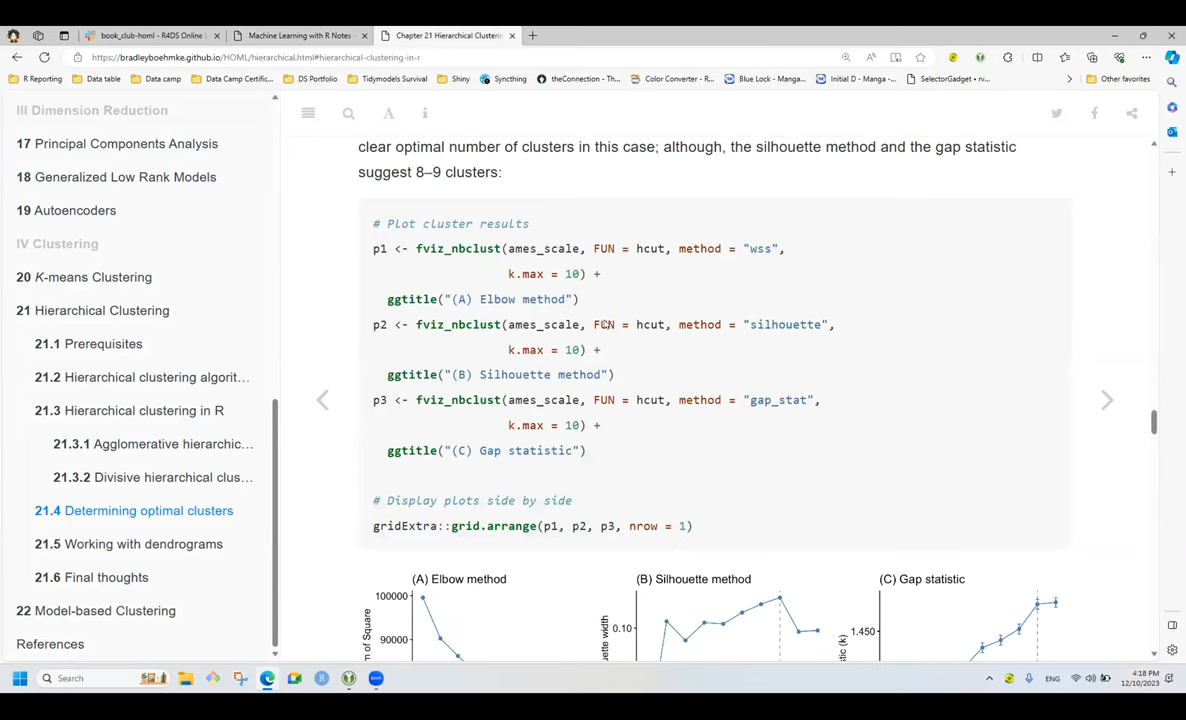 book_club-homl - R4DS Online L
Machine Learning with R Notes -
Chapter 21 Hierarchical Clusterin
https://bradleyboehmke.github.io/HOML/hierarchical.html#hierarchical-clustering-in-r
R Reporting
Data table
Data camp
Data Camp Certific...
DS Portfolio
Tidymodels Survival
Shiny
Syncthing
theConnection - Th...
Color Converter - R...
Blue Lock - Manga...
Initial D - Manga -...
SelectorGadget • rv...
Other favorites
III Dimension Reduction
17 Principal Components Analysis
18 Generalized Low Rank Models
19 Autoencoders
IV Clustering
20 K-means Clustering
21 Hierarchical Clustering
21.1 Prerequisites
21.2 Hierarchical clustering algorit...
21.3 Hierarchical clustering in R
21.3.1 Agglomerative hierarchic...
21.3.2 Divisive hierarchical clus...
21.4 Determining optimal clusters
21.5 Working with dendrograms
21.6 Final thoughts
22 Model-based Clustering
References
clear optimal number of clusters in this case; although, the silhouette method and the gap statistic
suggest 8–9 clusters:
# Plot cluster results
p1 <- fviz_nbclust(ames_scale, FUN = hcut, method = "wss",
k.max = 10) +
ggtitle("(A) Elbow method")
p2 <- fviz_nbclust(ames_scale, FUN = hcut, method = "silhouette",
k.max = 10) +
ggtitle("(B) Silhouette method")
p3 <- fviz_nbclust(ames_scale, FUN = hcut, method = "gap_stat",
k.max = 10) +
ggtitle("(C) Gap statistic")
# Display plots side by side
gridExtra::grid.arrange(p1, p2, p3, nrow = 1)
(A) Elbow method
100000
90000
m of Square
(B) Silhouette method
0.10
uette width
(C) Gap statistic
1.450
stic (k)
Search
ENG
4:18 PM
12/10/2023